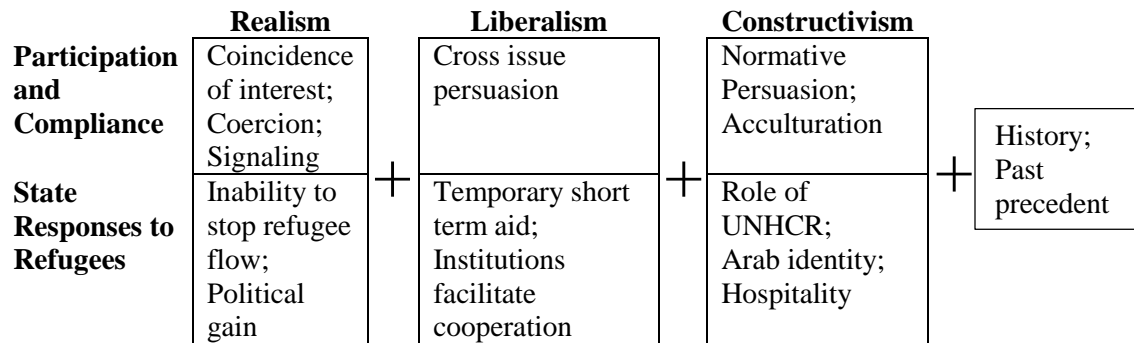 Realism
Liberalism
Constructivism
Participation
and
Compliance
Coincidence
of interest;
Coercion;
Signaling
Cross issue
persuasion
Normative
Persuasion;
Acculturation
State
Responses to
Refugees
Inability to
stop refugee
flow;
Political
gain
+
Temporary short
term aid;
Institutions
facilitate
cooperation
+
Role of
UNHCR;
Arab identity;
Hospitality
+
History;
Past
precedent